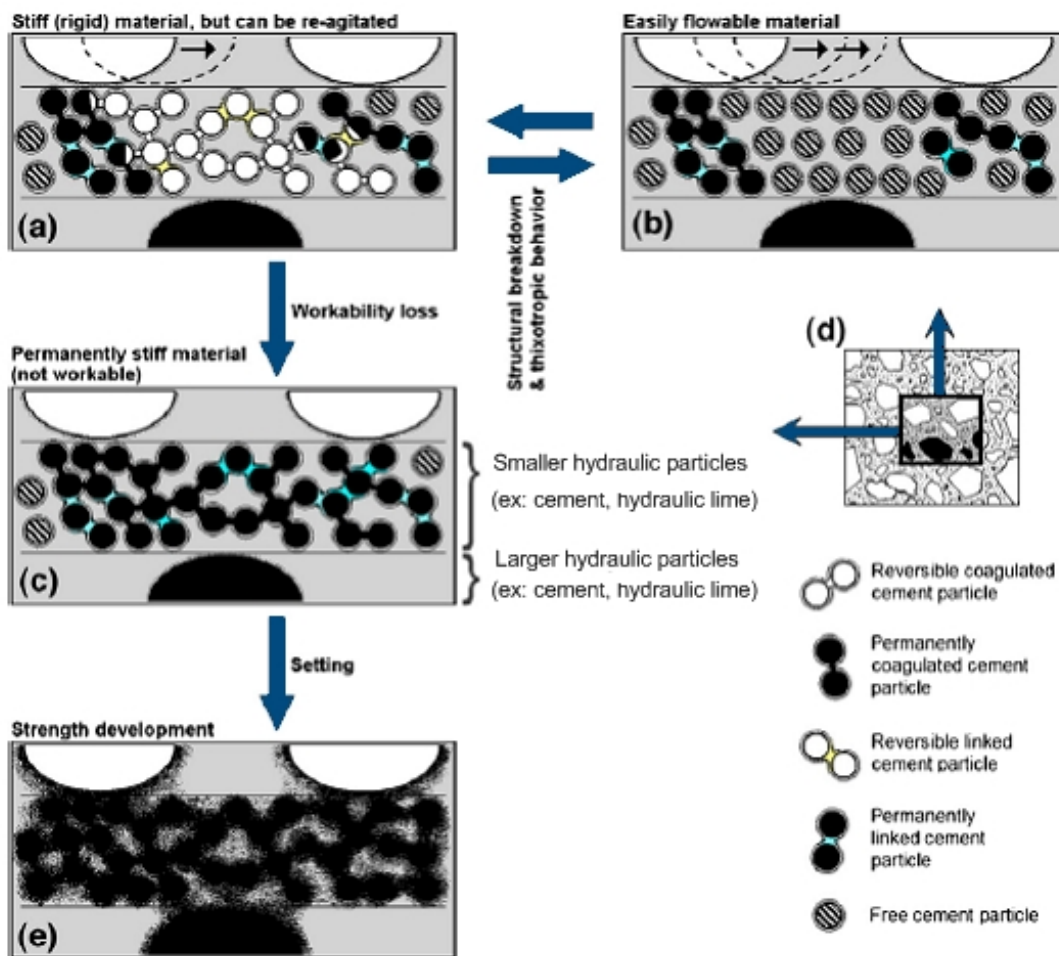 Stiff (rigid) material, but can be re-agitated
Easily flowable material
(a)
(b)
Structural breakdown
& thixotropic behavior
Workability loss
Permanently stiff material
(not workable)
(d)
Smaller hydraulic particles
(ex: cement, hydraulic lime)
(c)
Larger hydraulic particles
(ex: cement, hydraulic lime)
Reversible coagulated
cement particle
Permanently
coagulated cement
particle
Setting
Strength development
Reversible linked
cement particle
Permanently
linked cement
particle
(e)
Free cement particle